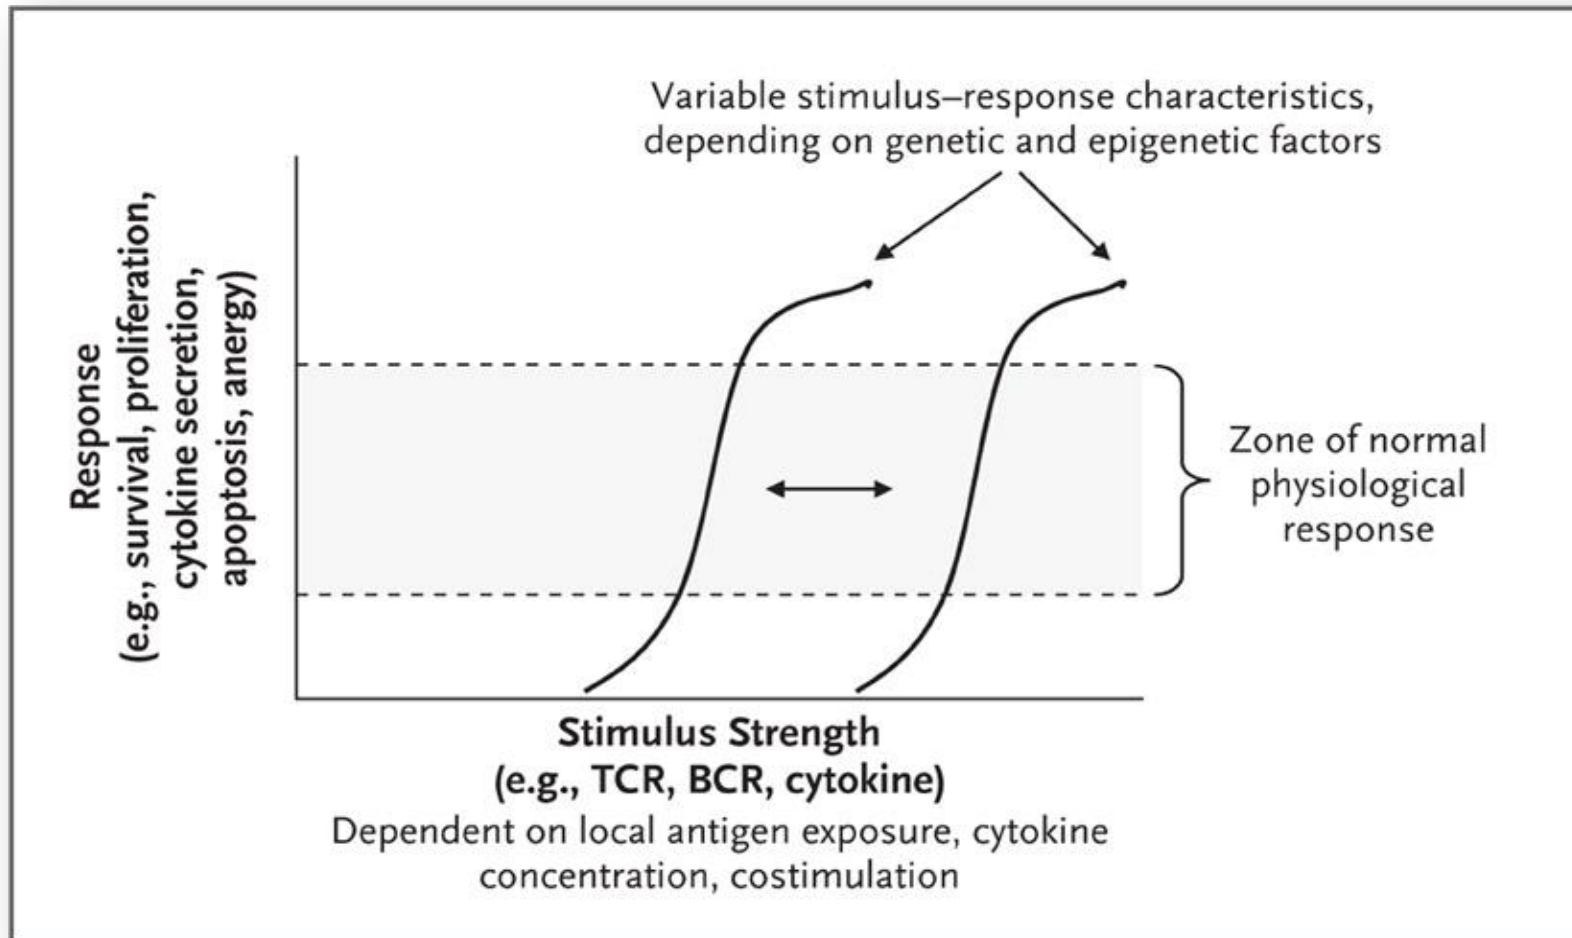 Variable stimulus–response characteristics,
depending on genetic and epigenetic factors
Response
(e.g., survival, proliferation,
cytokine secretion,
apoptosis, anergy)
Zone of normal
physiological
response
Stimulus Strength
(e.g., TCR, BCR, cytokine)
Dependent on local antigen exposure, cytokine
concentration, costimulation